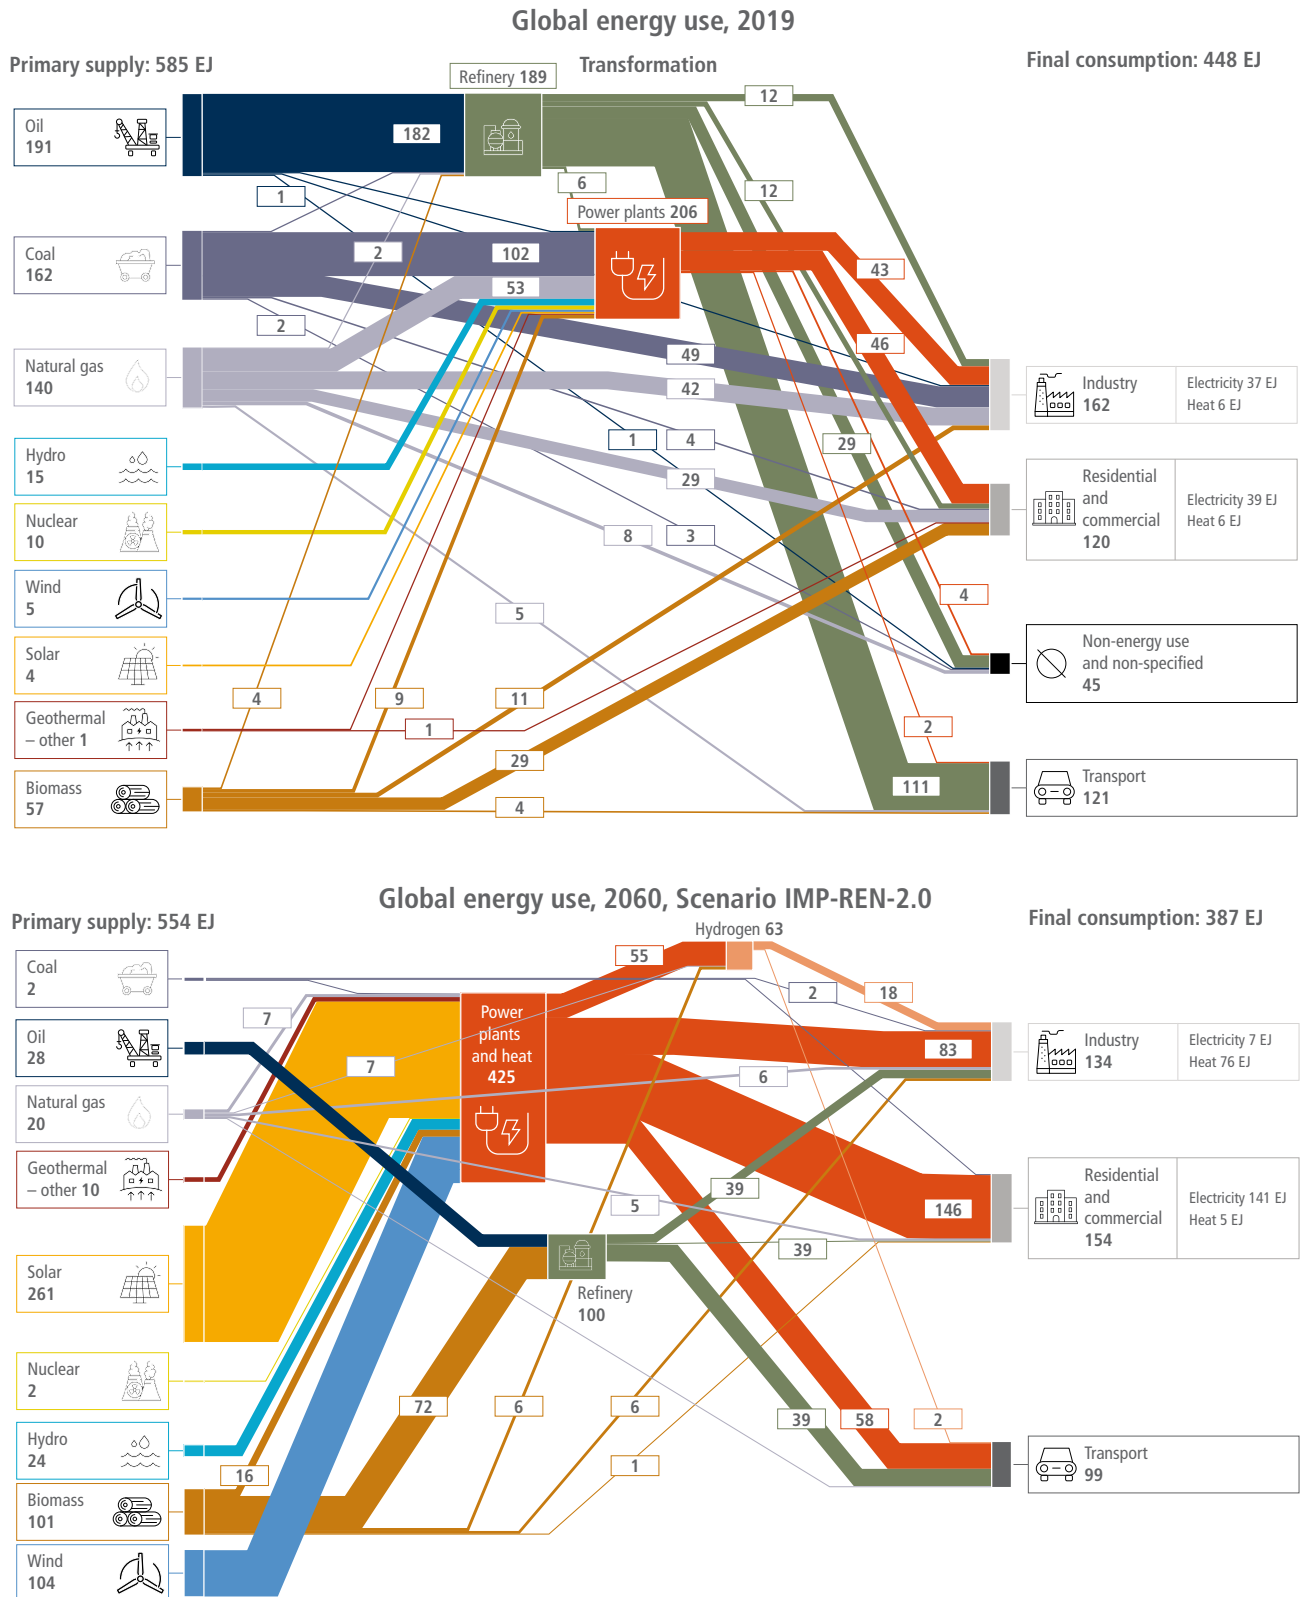 Global energy use, 2019
Primary supply: 585 EJ
Transformation
Final consumption: 448 EJ
Refinery 189
12
Oil
191
182
6
12
1
Power plants 206
Coal
162
2
102
43
53
2
46
49
Natural gas
140
42
Industry
162
Electricity 37 EJ
Heat 6 EJ
1
4
29
Hydro
15
29
Residential
and
commercial
120
Electricity 39 EJ
Heat 6 EJ
Nuclear
10
8
3
Wind
5
4
5
Solar
4
Non-energy use
and non-specified
45
4
9
11
Geothermal
– other 1
1
2
29
Biomass
57
4
111
Transport
121
Global energy use, 2060, Scenario IMP-REN-2.0
Primary supply: 554 EJ
Final consumption: 387 EJ
Hydrogen 63
55
Coal
2
2
18
7
Power
plants
and heat
425
Oil
28
83
Industry
134
Electricity 7 EJ
Heat 76 EJ
7
6
Natural gas
20
Geothermal
– other 10
39
5
146
Residential
and
commercial
154
Electricity 141 EJ
Heat 5 EJ
39
Solar
261
Refinery
100
Nuclear
2
72
6
6
39
58
2
Hydro
24
16
1
Transport
99
Biomass
101
Wind
104